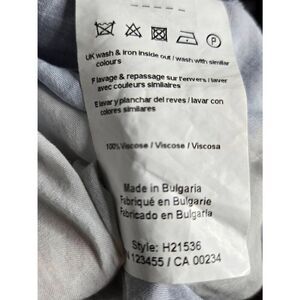 UK wash & iron inside out / wash with similar
colours
F lavage & repassage sur l'envers / laver
avec couleurs similaires
E lavar y planchar del reves / lavar con
colores similares
100% Viscose / Viscose / Viscosa
Made in Bulgaria
Fabriqué en Bulgarie
Fabricado en Bulgaria
Style: H21536
123455 / CA 00234